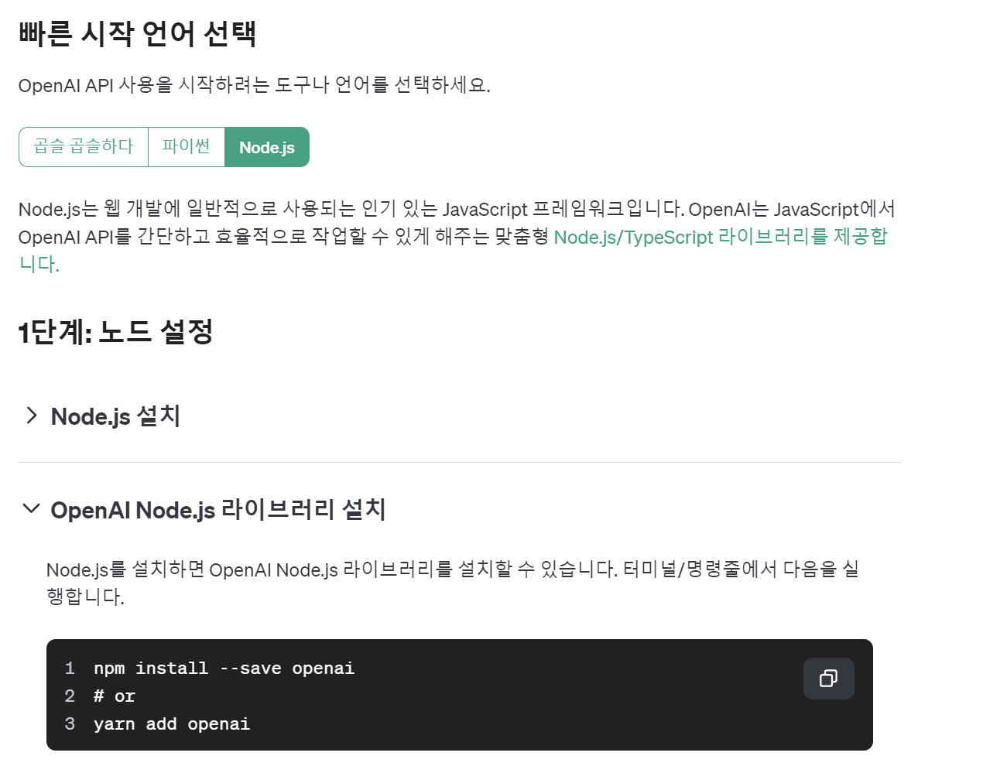 빠른 시작 언어 선택
OpenAI API 사용을 시작하려는 도구나 언어를 선택하세요.
곱슬 곱슬하다 파이썬 Node.js
Node.js는 웹 개발에 일반적으로 사용되는 인기 있는 JavaScript 프레임워크입니다. OpenAI는 JavaScript에서
OpenAI API를 간단하고 효율적으로 작업할 수 있게 해주는 맞춤형 Node.js/TypeScript 라이브러리를 제공합
니다.
1단계: 노드 설정
Node.js 설치
OpenAI Node.js 라이브러리 설치
Node.js를 설치하면 OpenAI Node.js 라이브러리를 설치할 수 있습니다. 터미널/명령줄에서 다음을 실
행합니다.
1 npm install --save openai
2 # or
3 yarn add openai